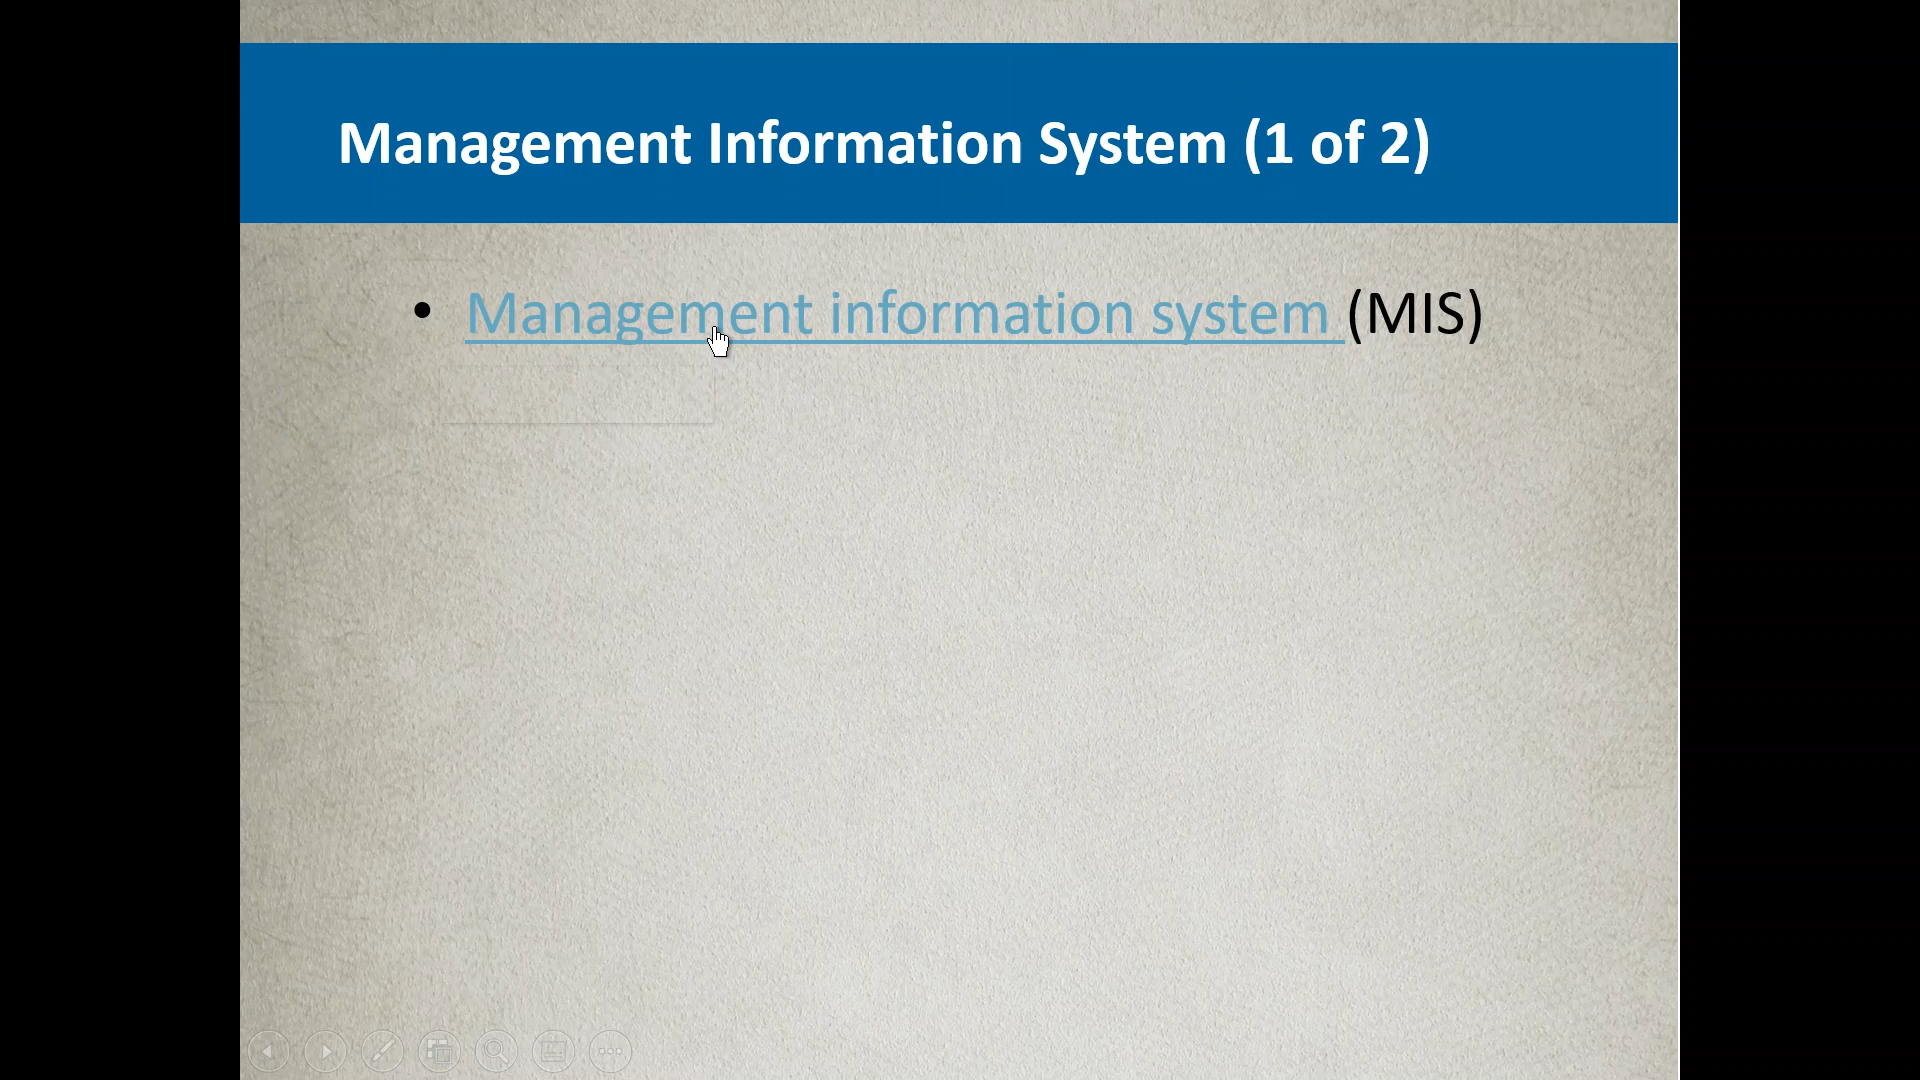 Management Information System (1 of 2)
• Management information system (MIS)